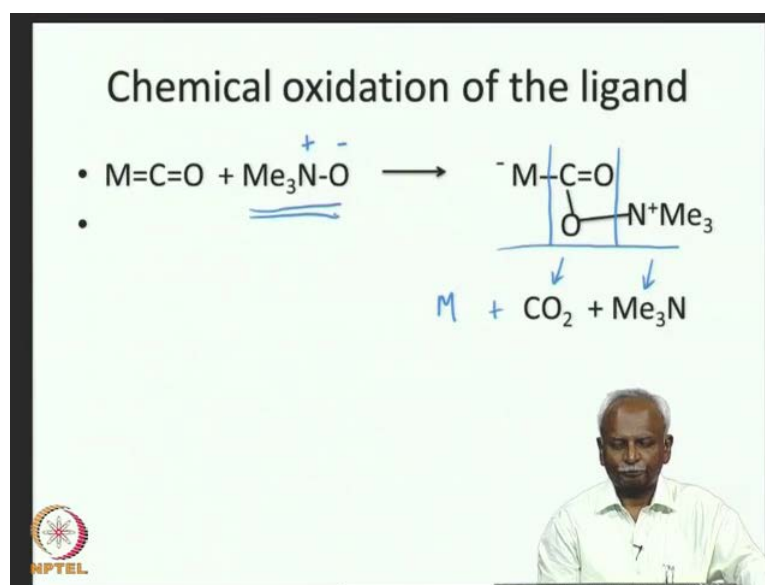 Chemical oxidation of the ligand
+ -
• M=C=O + Me₃N-O ⟶ ⁻M-C=O
• O-N⁺Me₃
M + CO₂ + Me₃N
NPTEL